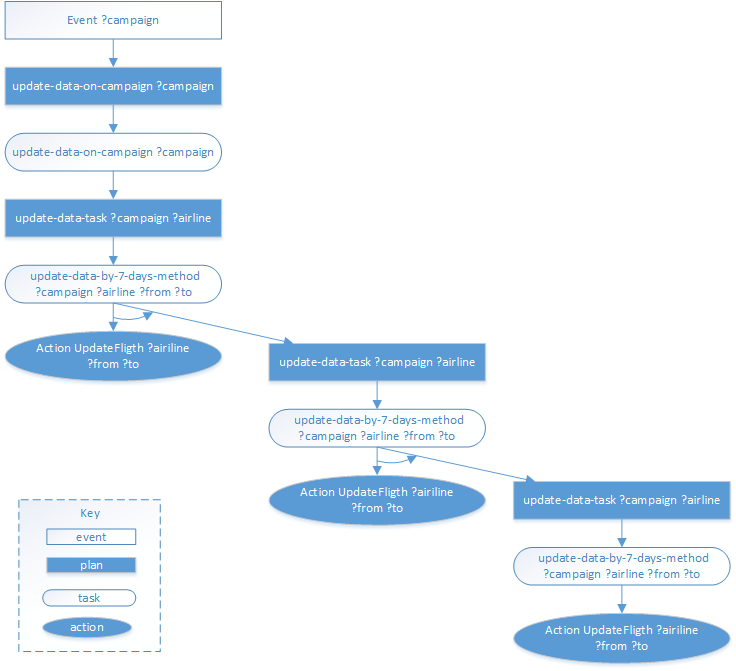 Event ?campaign
update-data-on-campaign ?campaign
update-data-on-campaign ?campaign
update-data-task ?campaign ?airline
update-data-by-7-days-method
?campaign ?airline ?from ?to
Action UpdateFligth ?airiline
?from ?to
update-data-task ?campaign ?airline
update-data-by-7-days-method
?campaign ?airline ?from ?to
Action UpdateFligth ?airiline
?from ?to
update-data-task ?campaign ?airline
update-data-by-7-days-method
?campaign ?airline ?from ?to
Action UpdateFligth ?airiline
?from ?to
Key
event
plan
task
action